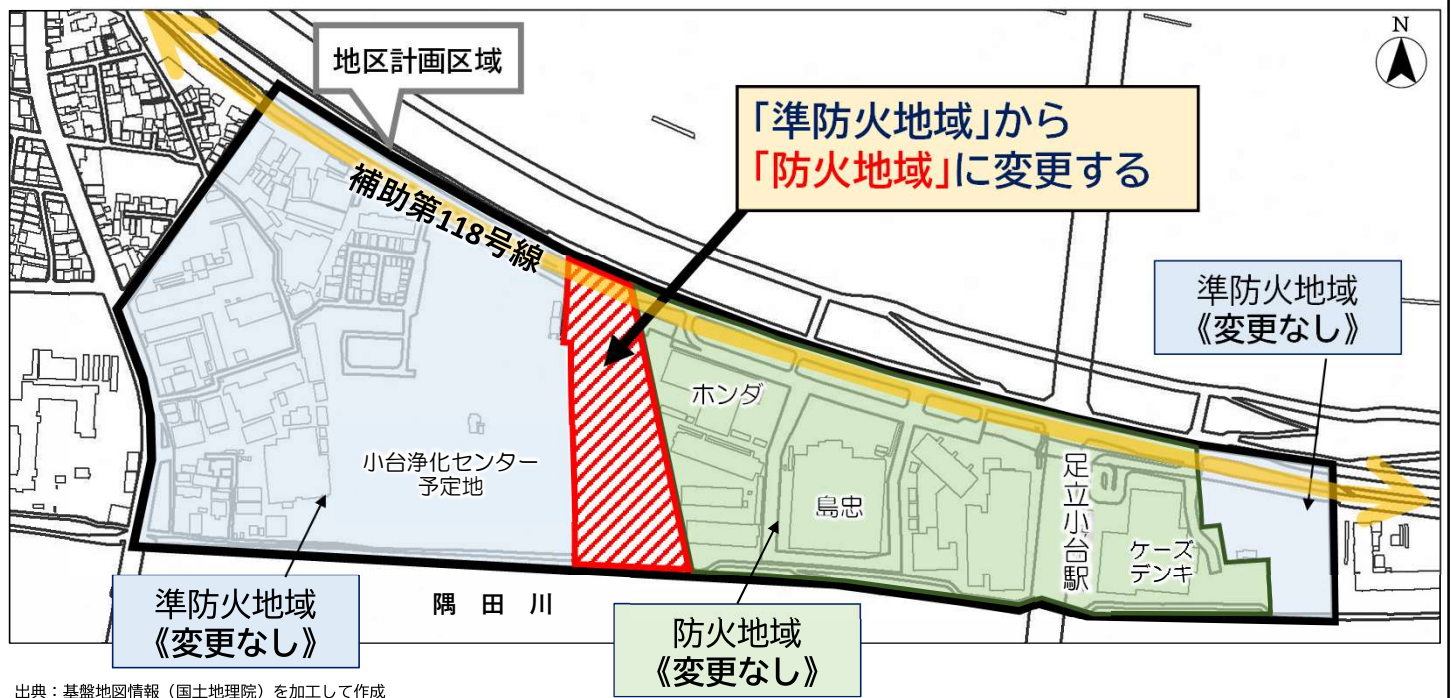 地区計画区域
N
「準防火地域」から
「防火地域」に変更する
補助第118号線
準防火地域
《変更なし》
ホンダ
小台浄化センター
予定地
島忠
足立小台駅
ケーズ
デンキ
準防火地域
《変更なし》
隅田川
防火地域
《変更なし》
出典：基盤地図情報（国土地理院）を加工して作成